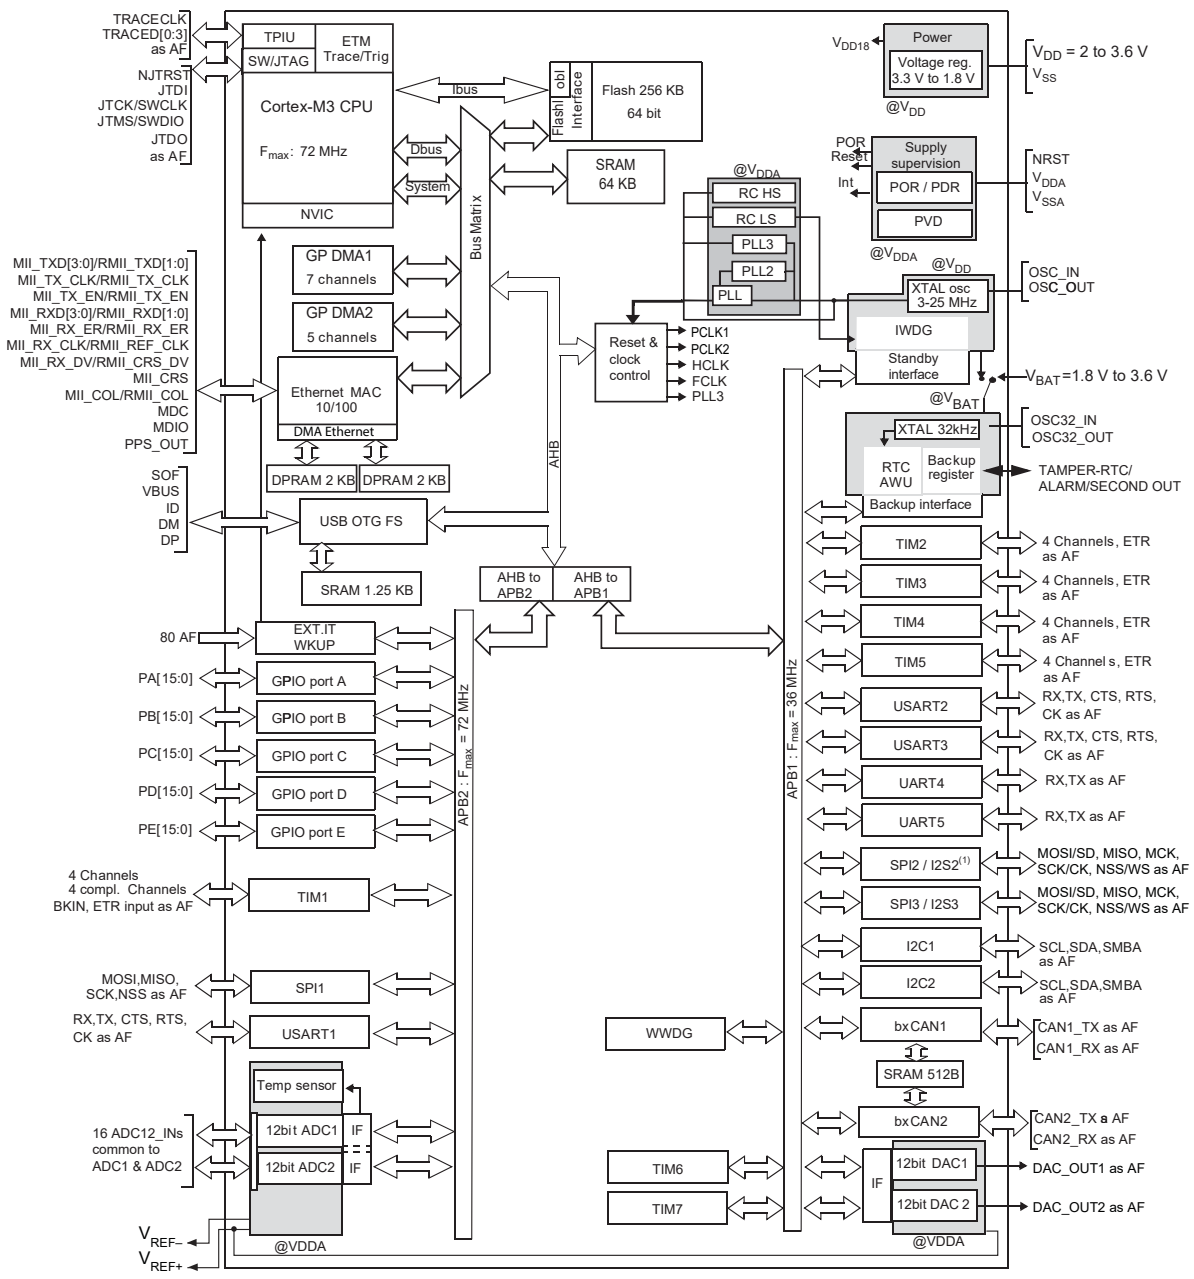 TRACECLK
TRACED[0:3]
as AF
TPIU
ETM
Trace/Trig
SW/JTAG
NJTRST
JTDI
JTCK/SWCLK
JTMS/SWDIO
JTDO
as AF
Cortex-M3 CPU
Fmax: 72 MHz
NVIC
Ibus
Dbus
System
Bus Matrix
FlashI
obl
Interface
Flash 256 KB
64 bit
SRAM
64 KB
VDD18
Power
Voltage reg.
3.3 V to 1.8 V
@VDD
VDD = 2 to 3.6 V
VSS
POR
Reset
Int
Supply
supervision
POR / PDR
PVD
@VDDA
NRST
VDDA
VSSA
@VDDA
RC HS
RC LS
PLL3
PLL2
PLL
@VDD
XTAL osc
3-25 MHz
OSC_IN
OSC_OUT
IWDG
Standby
interface
VBAT=1.8 V to 3.6 V
@VBAT
GP DMA1
7 channels
GP DMA2
5 channels
MII_TXD[3:0]/RMII_TXD[1:0]
MII_TX_CLK/RMII_TX_CLK
MII_TX_EN/RMII_TX_EN
MII_RXD[3:0]/RMII_RXD[1:0]
MII_RX_ER/RMII_RX_ER
MII_RX_CLK/RMII_REF_CLK
MII_RX_DV/RMII_CRS_DV
MII_CRS
MII_COL/RMII_COL
MDC
MDIO
PPS_OUT
Ethernet MAC
10/100
DMA Ethernet
DPRAM 2 KB
DPRAM 2 KB
Reset &
clock
control
PCLK1
PCLK2
HCLK
FCLK
PLL3
AHB
XTAL 32kHz
OSC32_IN
OSC32_OUT
RTC
AWU
Backup
register
Backup interface
TAMPER-RTC/
ALARM/SECOND OUT
SOF
VBUS
ID
DM
DP
USB OTG FS
SRAM 1.25 KB
AHB to
APB2
AHB to
APB1
80 AF
EXT.IT
WKUP
PA[15:0]
GPIO port A
PB[15:0]
GPIO port B
PC[15:0]
GPIO port C
PD[15:0]
GPIO port D
PE[15:0]
GPIO port E
4 Channels
4 compl. Channels
BKIN, ETR input as AF
TIM1
MOSI,MISO,
SCK,NSS as AF
SPI1
RX,TX, CTS, RTS,
CK as AF
USART1
Temp sensor
16 ADC12_INs
common to
ADC1 & ADC2
12bit ADC1
IF
12bit ADC2
IF
VREF–
VREF+
@VDDA
APB2 : Fmax = 72 MHz
APB1 : Fmax = 36 MHz
WWDG
TIM6
TIM7
TIM2
4 Channels, ETR
as AF
TIM3
4 Channels, ETR
as AF
TIM4
4 Channels, ETR
as AF
TIM5
4 Channels, ETR
as AF
USART2
RX,TX, CTS, RTS,
CK as AF
USART3
RX,TX, CTS, RTS,
CK as AF
UART4
RX,TX as AF
UART5
RX,TX as AF
SPI2 / I2S2(1)
MOSI/SD, MISO, MCK,
SCK/CK, NSS/WS as AF
SPI3 / I2S3
MOSI/SD, MISO, MCK,
SCK/CK, NSS/WS as AF
I2C1
SCL,SDA,SMBA
as AF
I2C2
SCL,SDA,SMBA
as AF
bxCAN1
CAN1_TX as AF
CAN1_RX as AF
SRAM 512B
bxCAN2
CAN2_TX a AF
CAN2_RX as AF
IF
12bit DAC1
DAC_OUT1 as AF
12bit DAC 2
DAC_OUT2 as AF
@VDDA